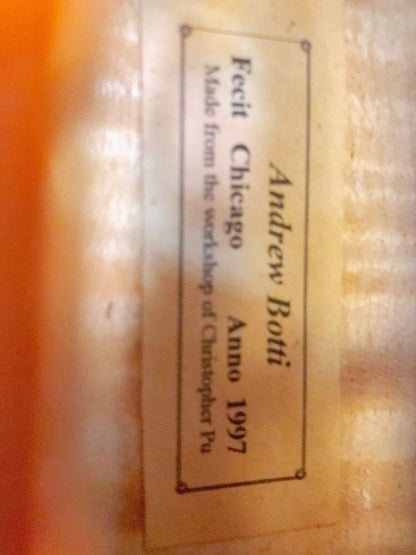 Andrew Botti
Fecit Chicago Anno 1997
Made from the workshop of Christopher Pu